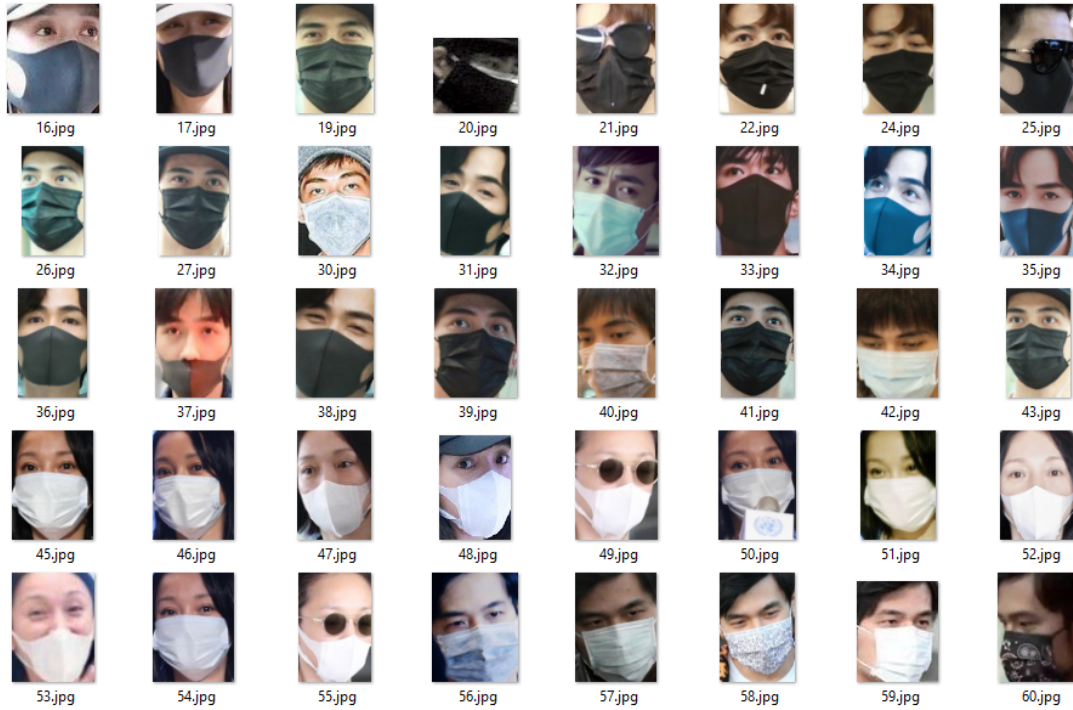 16.jpg 17.jpg 19.jpg 20.jpg 21.jpg 22.jpg 24.jpg 25.jpg
26.jpg 27.jpg 30.jpg 31.jpg 32.jpg 33.jpg 34.jpg 35.jpg
36.jpg 37.jpg 38.jpg 39.jpg 40.jpg 41.jpg 42.jpg 43.jpg
45.jpg 46.jpg 47.jpg 48.jpg 49.jpg 50.jpg 51.jpg 52.jpg
53.jpg 54.jpg 55.jpg 56.jpg 57.jpg 58.jpg 59.jpg 60.jpg